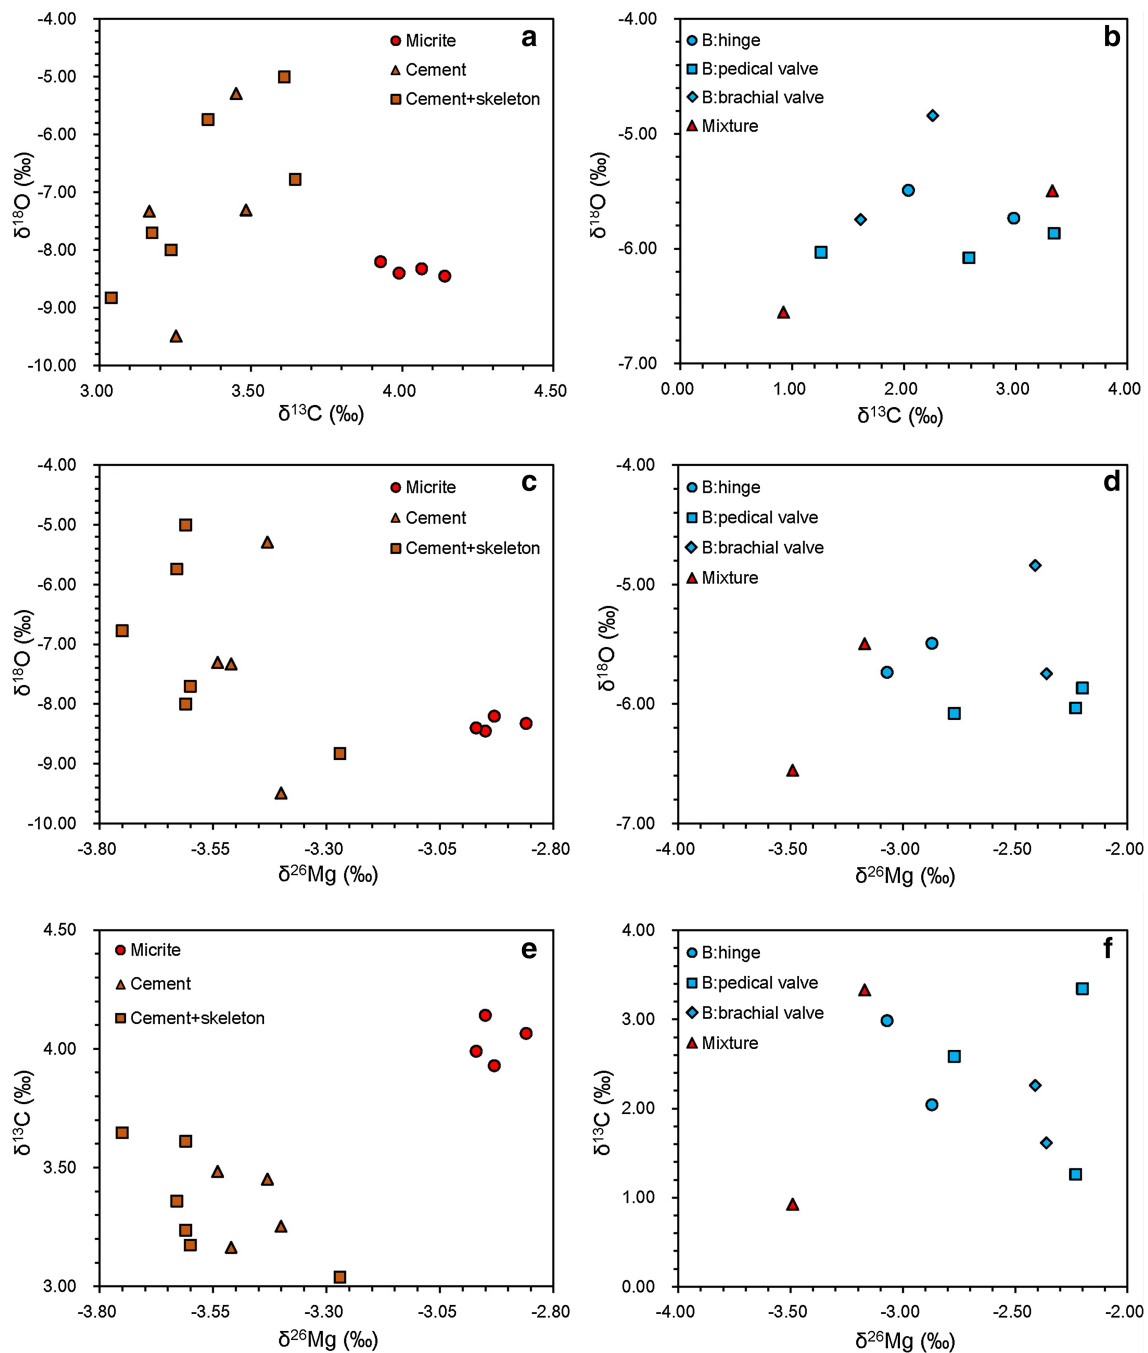 a
Micrite
Cement
Cement+skeleton
-4.00
-5.00
-6.00
-7.00
-8.00
-9.00
-10.00
δ¹⁸O (‰)
3.00 3.50 4.00 4.50
δ¹³C (‰)
b
B:hinge
B:pedical valve
B:brachial valve
Mixture
-4.00
-5.00
-6.00
-7.00
δ¹⁸O (‰)
0.00 1.00 2.00 3.00 4.00
δ¹³C (‰)
c
Micrite
Cement
Cement+skeleton
-4.00
-5.00
-6.00
-7.00
-8.00
-9.00
-10.00
δ¹⁸O (‰)
-3.80 -3.55 -3.30 -3.05 -2.80
δ²⁶Mg (‰)
d
B:hinge
B:pedical valve
B:brachial valve
Mixture
-4.00
-5.00
-6.00
-7.00
δ¹⁸O (‰)
-4.00 -3.50 -3.00 -2.50 -2.00
δ²⁶Mg (‰)
e
Micrite
Cement
Cement+skeleton
4.50
4.00
3.50
3.00
δ¹³C (‰)
-3.80 -3.55 -3.30 -3.05 -2.80
δ²⁶Mg (‰)
f
B:hinge
B:pedical valve
B:brachial valve
Mixture
4.00
3.00
2.00
1.00
0.00
δ¹³C (‰)
-4.00 -3.50 -3.00 -2.50 -2.00
δ²⁶Mg (‰)